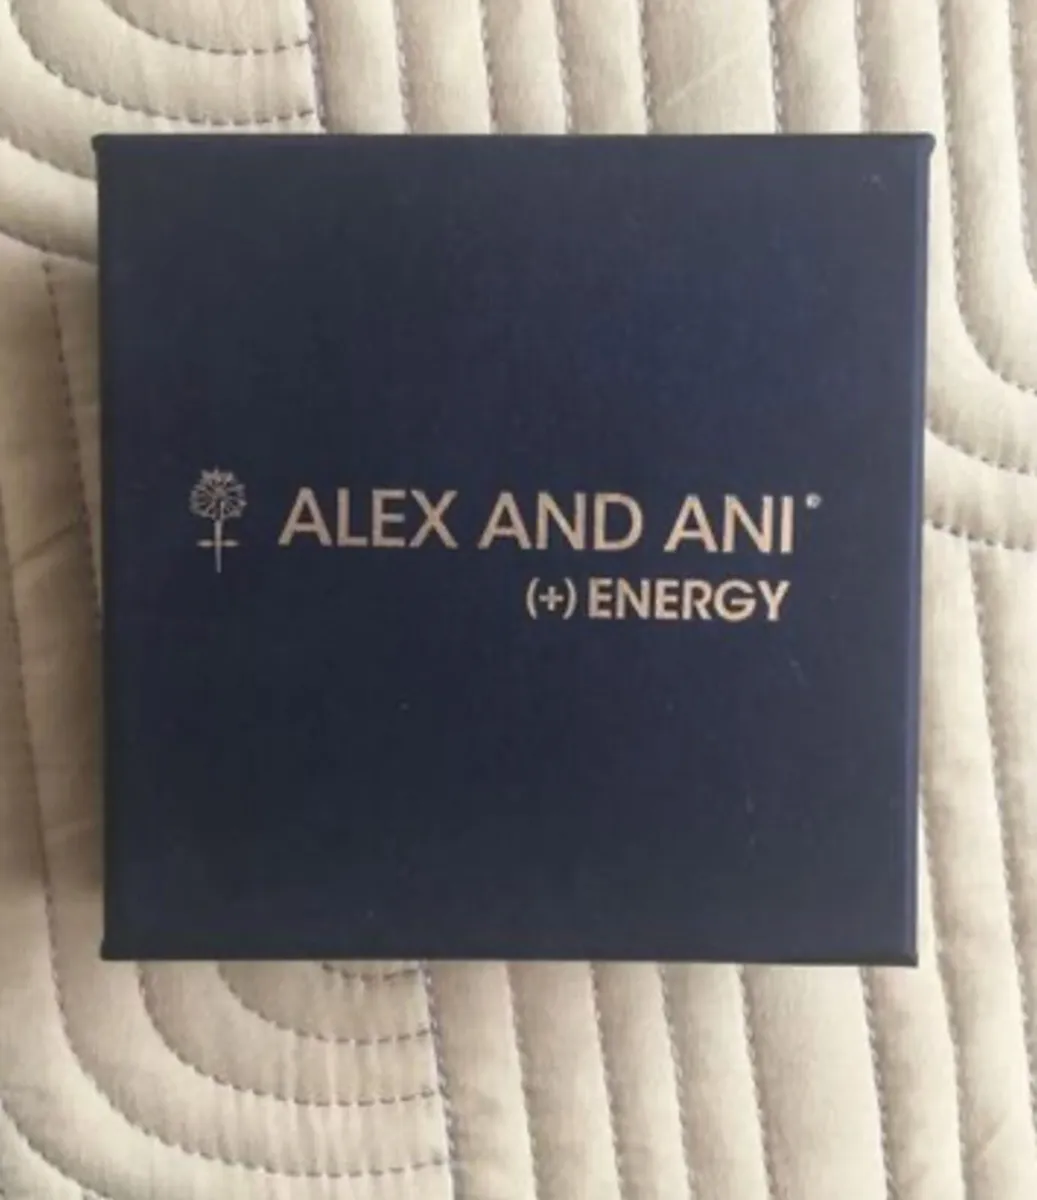 ALEX AND ANI®
(+) ENERGY